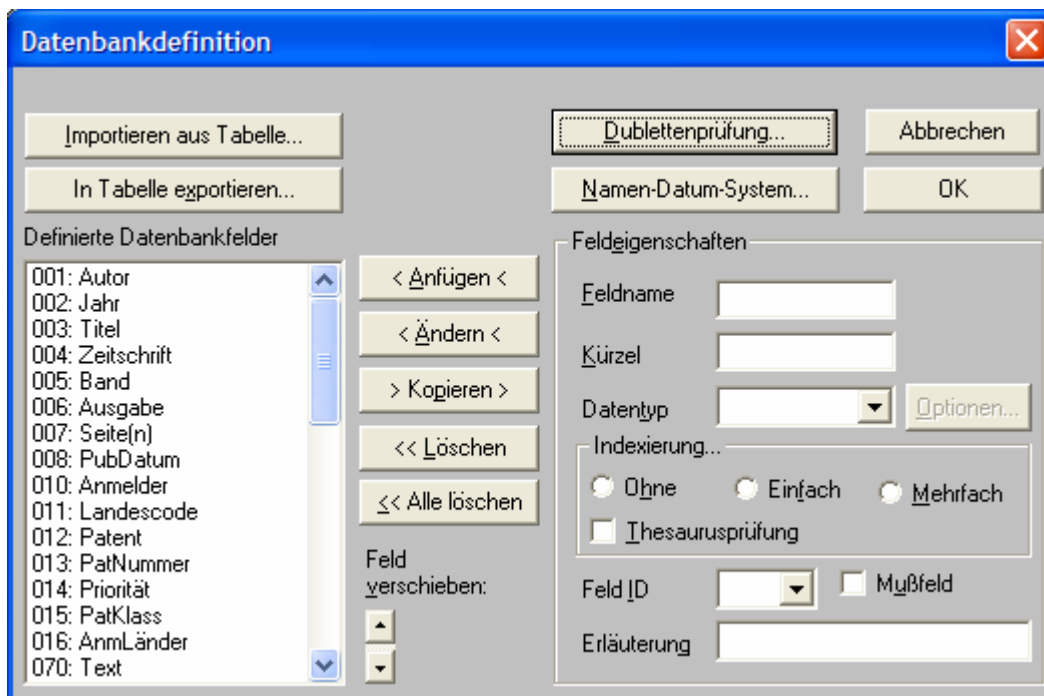 Datenbankdefinition
Importieren aus Tabelle...
In Tabelle exportieren...
Dublettenprüfung...
Abbrechen
Namen-Datum-System...
OK
Definierte Datenbankfelder
001: Autor
002: Jahr
003: Titel
004: Zeitschrift
005: Band
006: Ausgabe
007: Seite(n)
008: PubDatum
010: Anmelder
011: Landescode
012: Patent
013: PatNummer
014: Priorität
015: PatKlass
016: AnmLänder
070: Text
< Anfügen <
< Ändern <
> Kopieren >
<< Löschen
<< Alle löschen
Feld
verschieben:
Feldeigenschaften
Feldname
Kürzel
Datentyp
Optionen...
Indexierung...
Ohne
Einfach
Mehrfach
Thesaurusprüfung
Feld ID
Mußfeld
Erläuterung